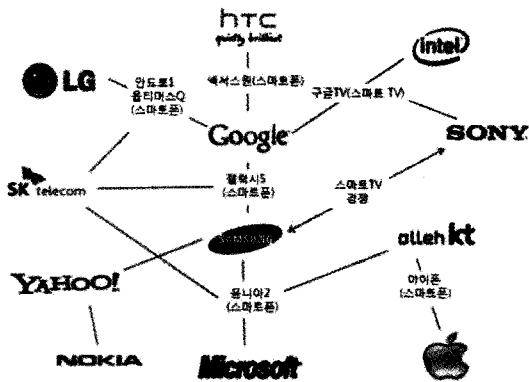 hTC
quietly brilliant
intel
LG
안드로1
옵티머스Q
(스마트폰)
넥서스원(스마트폰)
구글TV(스마트 TV)
Google
SONY
SK telecom
갤럭시S
(스마트폰)
스마트TV
경쟁
SAMSUNG
olleh kt
YAHOO!
옴니아2
(스마트폰)
아이폰
(스마트폰)
NOKIA
Microsoft